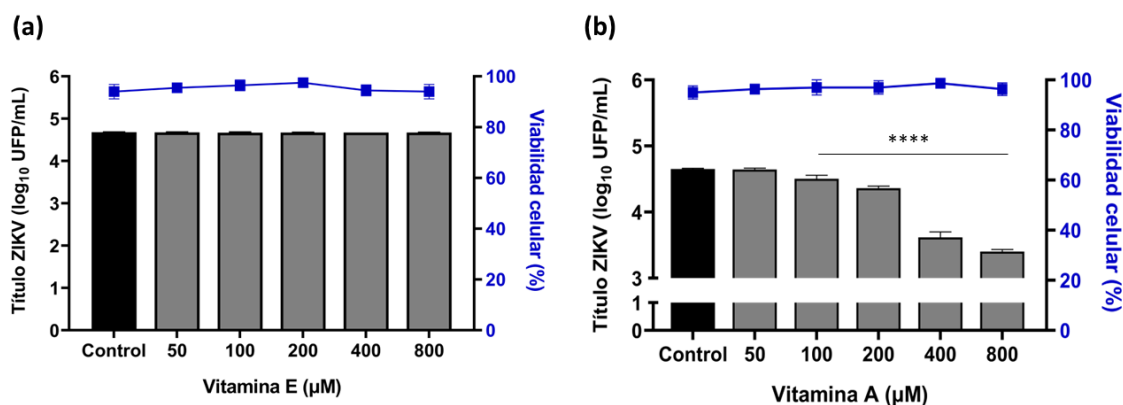 (a)
Título ZIKV (log10 UFP/mL)
6
5
4
3
2
1
0
100
80
60
40
20
0
Viabilidad celular (%)
Control 50 100 200 400 800
Vitamina E (µM)
(b)
Título ZIKV (log10 UFP/mL)
6
5
4
3
1
0
****
100
80
60
40
20
0
Viabilidad celular (%)
Control 50 100 200 400 800
Vitamina A (µM)